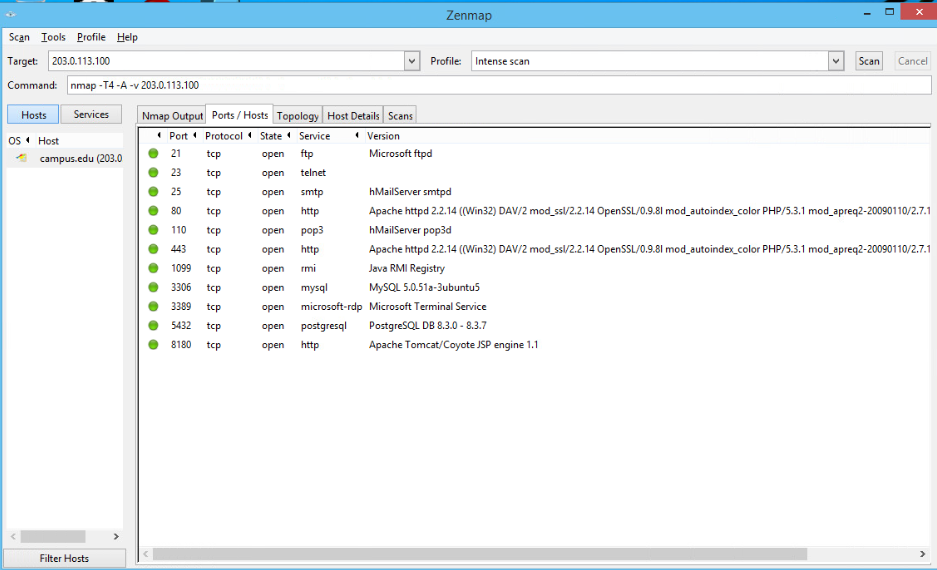 Zenmap
Scan Tools Profile Help
Target: 203.0.113.100 Profile: Intense scan Scan Cancel
Command: nmap -T4 -A -v 203.0.113.100
Hosts Services Nmap Output Ports / Hosts Topology Host Details Scans
OS Host Port Protocol State Service Version
campus.edu (203.0
21 tcp open ftp Microsoft ftpd
23 tcp open telnet
25 tcp open smtp hMailServer smtpd
80 tcp open http Apache httpd 2.2.14 ((Win32) DAV/2 mod_ssl/2.2.14 OpenSSL/0.9.8l mod_autoindex_color PHP/5.3.1 mod_apreq2-20090110/2.7.1
110 tcp open pop3 hMailServer pop3d
443 tcp open http Apache httpd 2.2.14 ((Win32) DAV/2 mod_ssl/2.2.14 OpenSSL/0.9.8l mod_autoindex_color PHP/5.3.1 mod_apreq2-20090110/2.7.1
1099 tcp open rmi Java RMI Registry
3306 tcp open mysql MySQL 5.0.51a-3ubuntu5
3389 tcp open microsoft-rdp Microsoft Terminal Service
5432 tcp open postgresql PostgreSQL DB 8.3.0 - 8.3.7
8180 tcp open http Apache Tomcat/Coyote JSP engine 1.1
Filter Hosts